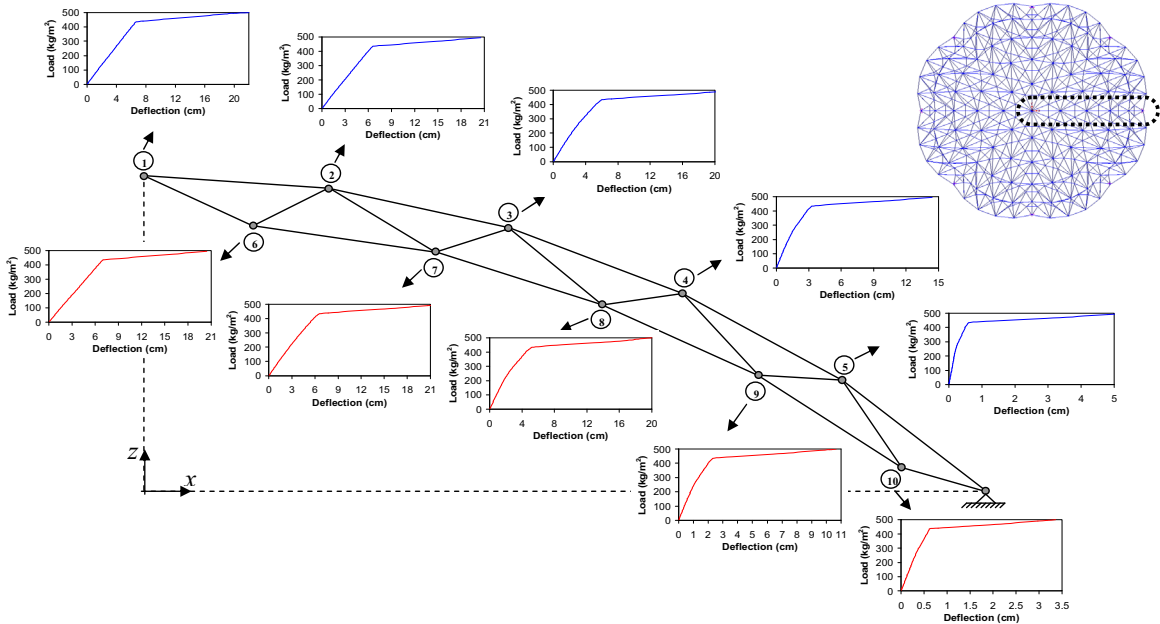 Load (kg/m²)
500
400
300
200
100
0
0 4 8 12 16 20
Deflection (cm)
Load (kg/m²)
500
400
300
200
100
0
0 3 6 9 12 15 18 21
Deflection (cm)
Load (kg/m²)
500
400
300
200
100
0
0 4 8 12 16 20
Deflection (cm)
Load (kg/m²)
500
400
300
200
100
0
0 3 6 9 12 15
Deflection (cm)
Load (kg/m²)
500
400
300
200
100
0
0 1 2 3 4 5
Deflection (cm)
1
2
3
4
5
6
7
8
9
10
Load (kg/m²)
500
400
300
200
100
0
0 3 6 9 12 15 18 21
Deflection (cm)
Load (kg/m²)
500
400
300
200
100
0
0 3 6 9 12 15 18 21
Deflection (cm)
Load (kg/m²)
500
400
300
200
100
0
0 4 8 12 16 20
Deflection (cm)
Load (kg/m²)
500
400
300
200
100
0
0 1 2 3 4 5 6 7 8 9 10 11
Deflection (cm)
Load (kg/m²)
500
400
300
200
100
0
0 0.5 1 1.5 2 2.5 3 3.5
Deflection (cm)
z
x